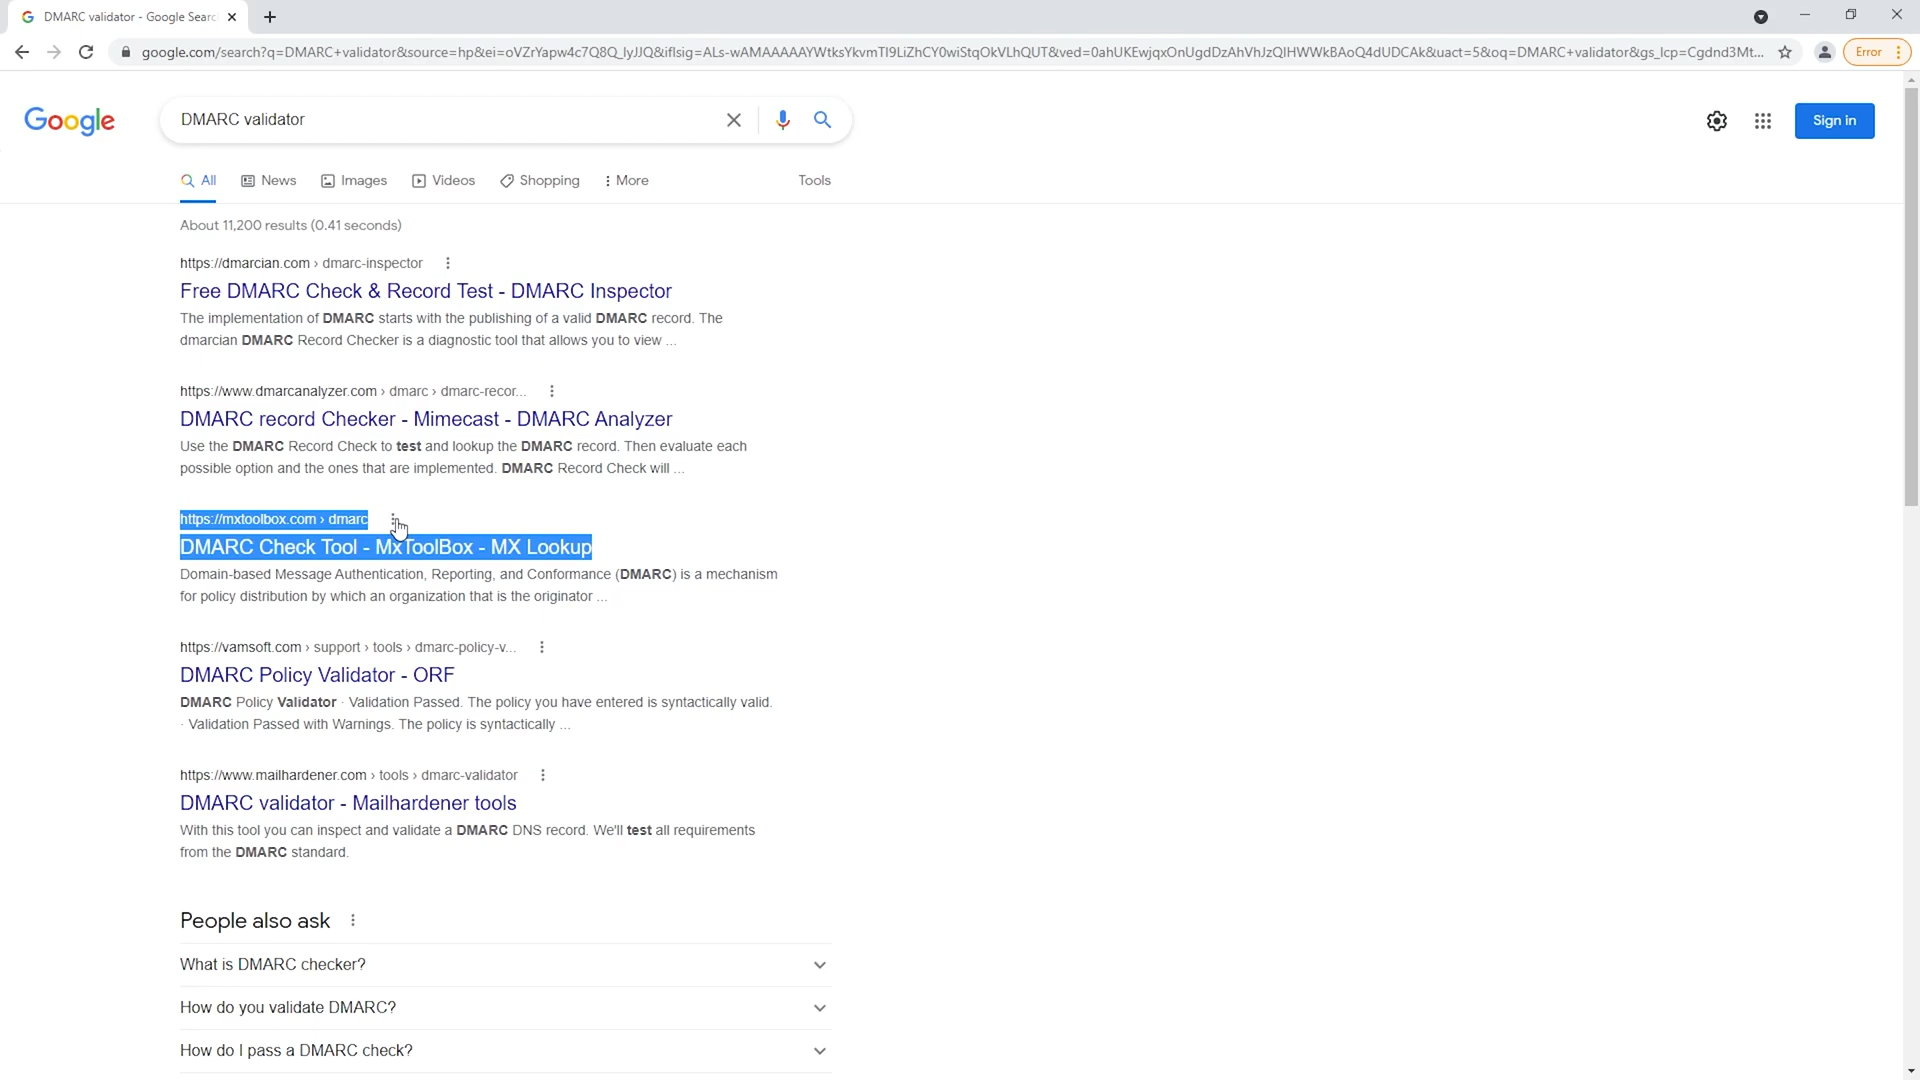 DMARC validator - Google Searc
google.com/search?q=DMARC+validator&source=hp&ei=oVZrYapw4c7Q8Q_lyJJQ&iflsig=ALs-wAMAAAAAYWtksYkvmTI9LiZhCY0wiStqOkVLhQUT&ved=0ahUKEwjqxOnUgdDzAhVhJzQIHWWkBAoQ4dUDCAk&uact=5&oq=DMARC+validator&gs_lcp=Cgdnd3Mt...
Error
Google
DMARC validator
Sign in
All News Images Videos Shopping More Tools
About 11,200 results (0.41 seconds)
https://dmarcian.com › dmarc-inspector
Free DMARC Check & Record Test - DMARC Inspector
The implementation of DMARC starts with the publishing of a valid DMARC record. The
dmarcian DMARC Record Checker is a diagnostic tool that allows you to view ...
https://www.dmarcanalyzer.com › dmarc › dmarc-recor...
DMARC record Checker - Mimecast - DMARC Analyzer
Use the DMARC Record Check to test and lookup the DMARC record. Then evaluate each
possible option and the ones that are implemented. DMARC Record Check will ...
https://mxtoolbox.com › dmarc
DMARC Check Tool - MxToolBox - MX Lookup
Domain-based Message Authentication, Reporting, and Conformance (DMARC) is a mechanism
for policy distribution by which an organization that is the originator ...
https://vamsoft.com › support › tools › dmarc-policy-v...
DMARC Policy Validator - ORF
DMARC Policy Validator · Validation Passed. The policy you have entered is syntactically valid.
· Validation Passed with Warnings. The policy is syntactically ...
https://www.mailhardener.com › tools › dmarc-validator
DMARC validator - Mailhardener tools
With this tool you can inspect and validate a DMARC DNS record. We'll test all requirements
from the DMARC standard.
People also ask
What is DMARC checker?
How do you validate DMARC?
How do I pass a DMARC check?